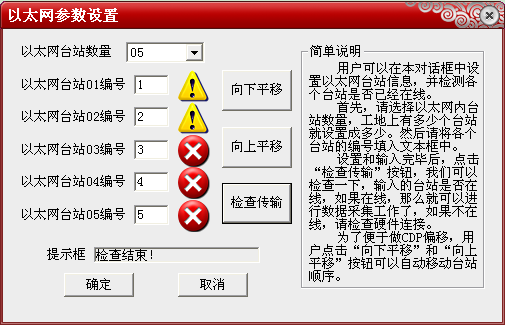 以太网参数设置
以太网台站数量 05
以太网台站01编号 1
以太网台站02编号 2
以太网台站03编号 3
以太网台站04编号 4
以太网台站05编号 5
向下平移
向上平移
检查传输
提示框 检查结束!
确定 取消
简单说明
用户可以在本对话框中设
置以太网台站信息，并检测各
个台站是否已经在线。
首先，请选择以太网内台
站数量，工地上有多少个台站
就设置成多少。然后请将各个
台站的编号填入文本框中。
设置和输入完毕后，点击
“检查传输”按钮，我们可以
检查一下，输入的台站是否在
线，如果在线，那么就可以进
行数据采集工作了，如果不在
线，请检查硬件连接。
为了便于做CDP偏移，用
户点击“向下平移”和“向上
平移”按钮可以自动移动台站
顺序。